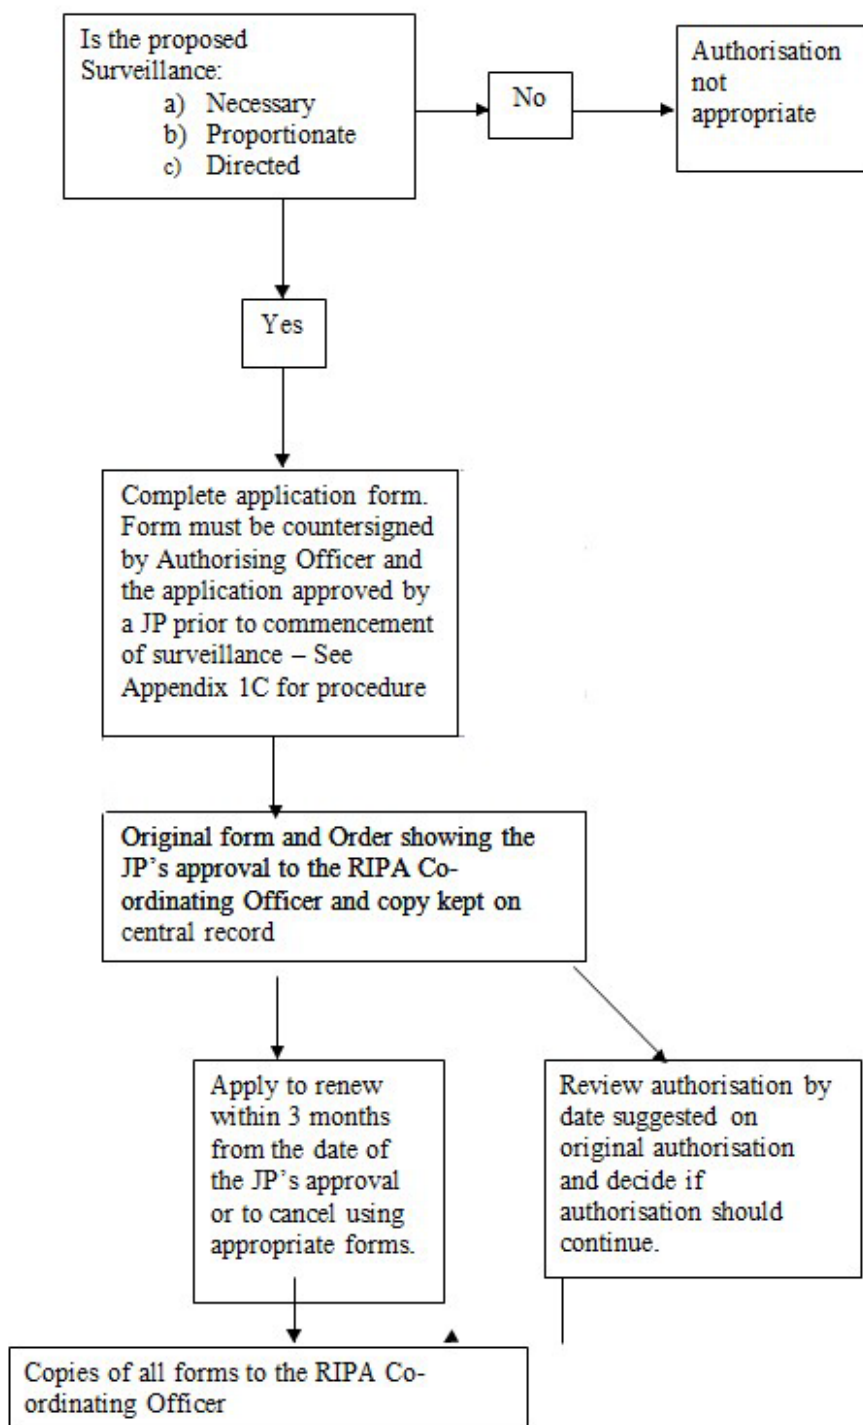 Is the proposed
Surveillance:
a) Necessary
b) Proportionate
c) Directed
No
Authorisation
not
appropriate
Yes
Complete application form.
Form must be countersigned
by Authorising Officer and
the application approved by
a JP prior to commencement
of surveillance – See
Appendix 1C for procedure
Original form and Order showing the
JP’s approval to the RIPA Co-
ordinating Officer and copy kept on
central record
Apply to renew
within 3 months
from the date of
the JP’s approval
or to cancel using
appropriate forms.
Review authorisation by
date suggested on
original authorisation
and decide if
authorisation should
continue.
Copies of all forms to the RIPA Co-
ordinating Officer